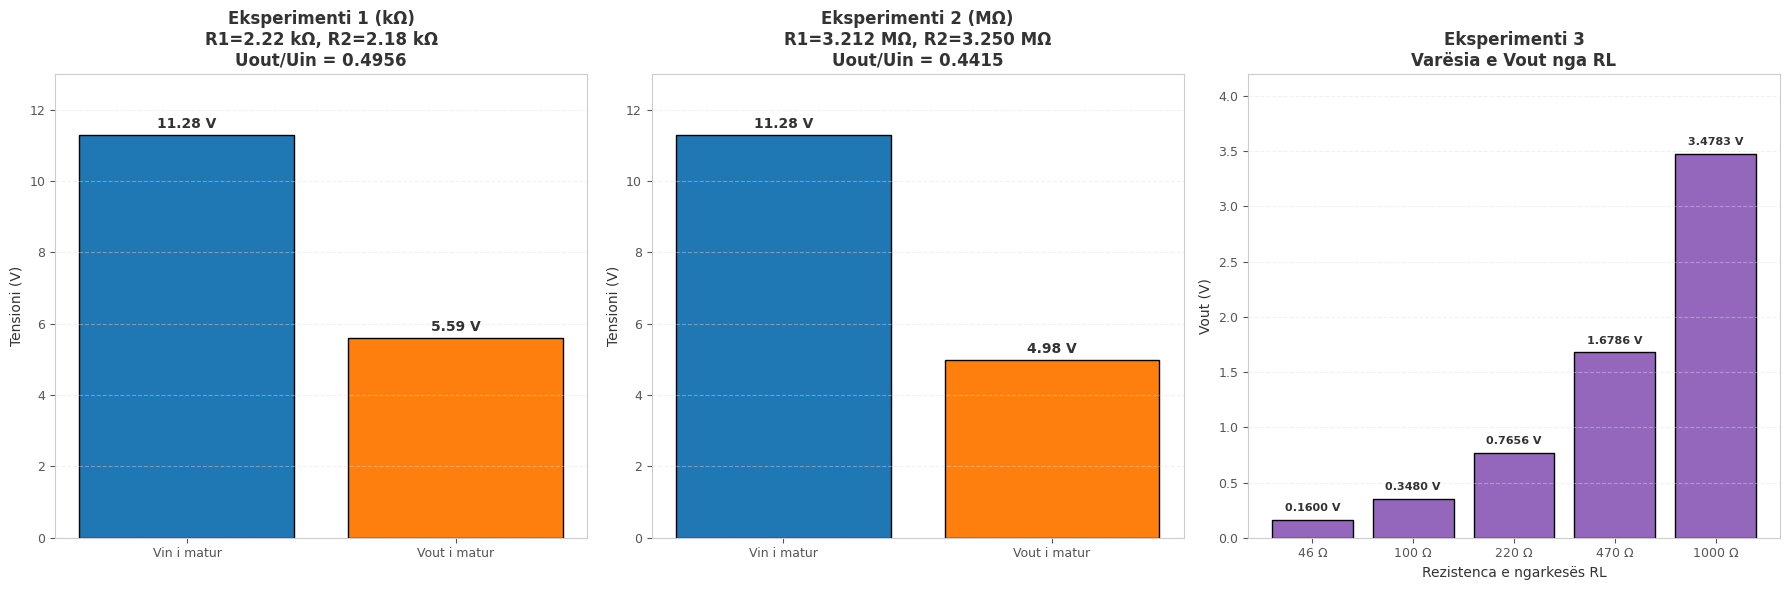 Eksperimenti 1 (kΩ)
R1=2.22 kΩ, R2=2.18 kΩ
Uout/Uin = 0.4956
Tensioni (V)
12
10
8
6
4
2
0
11.28 V
5.59 V
Vin i matur
Vout i matur
Eksperimenti 2 (MΩ)
R1=3.212 MΩ, R2=3.250 MΩ
Uout/Uin = 0.4415
Tensioni (V)
12
10
8
6
4
2
0
11.28 V
4.98 V
Vin i matur
Vout i matur
Eksperimenti 3
Varësia e Vout nga RL
Vout (V)
4.0
3.5
3.0
2.5
2.0
1.5
1.0
0.5
0.0
0.1600 V
0.3480 V
0.7656 V
1.6786 V
3.4783 V
46 Ω
100 Ω
220 Ω
470 Ω
1000 Ω
Rezistenca e ngarkesës RL